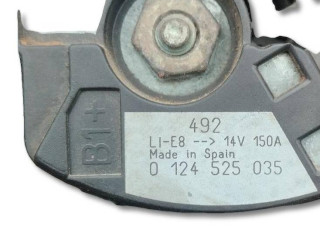 B1+
492
LI-E8 --> 14V 150A
Made in Spain
0 124 525 035